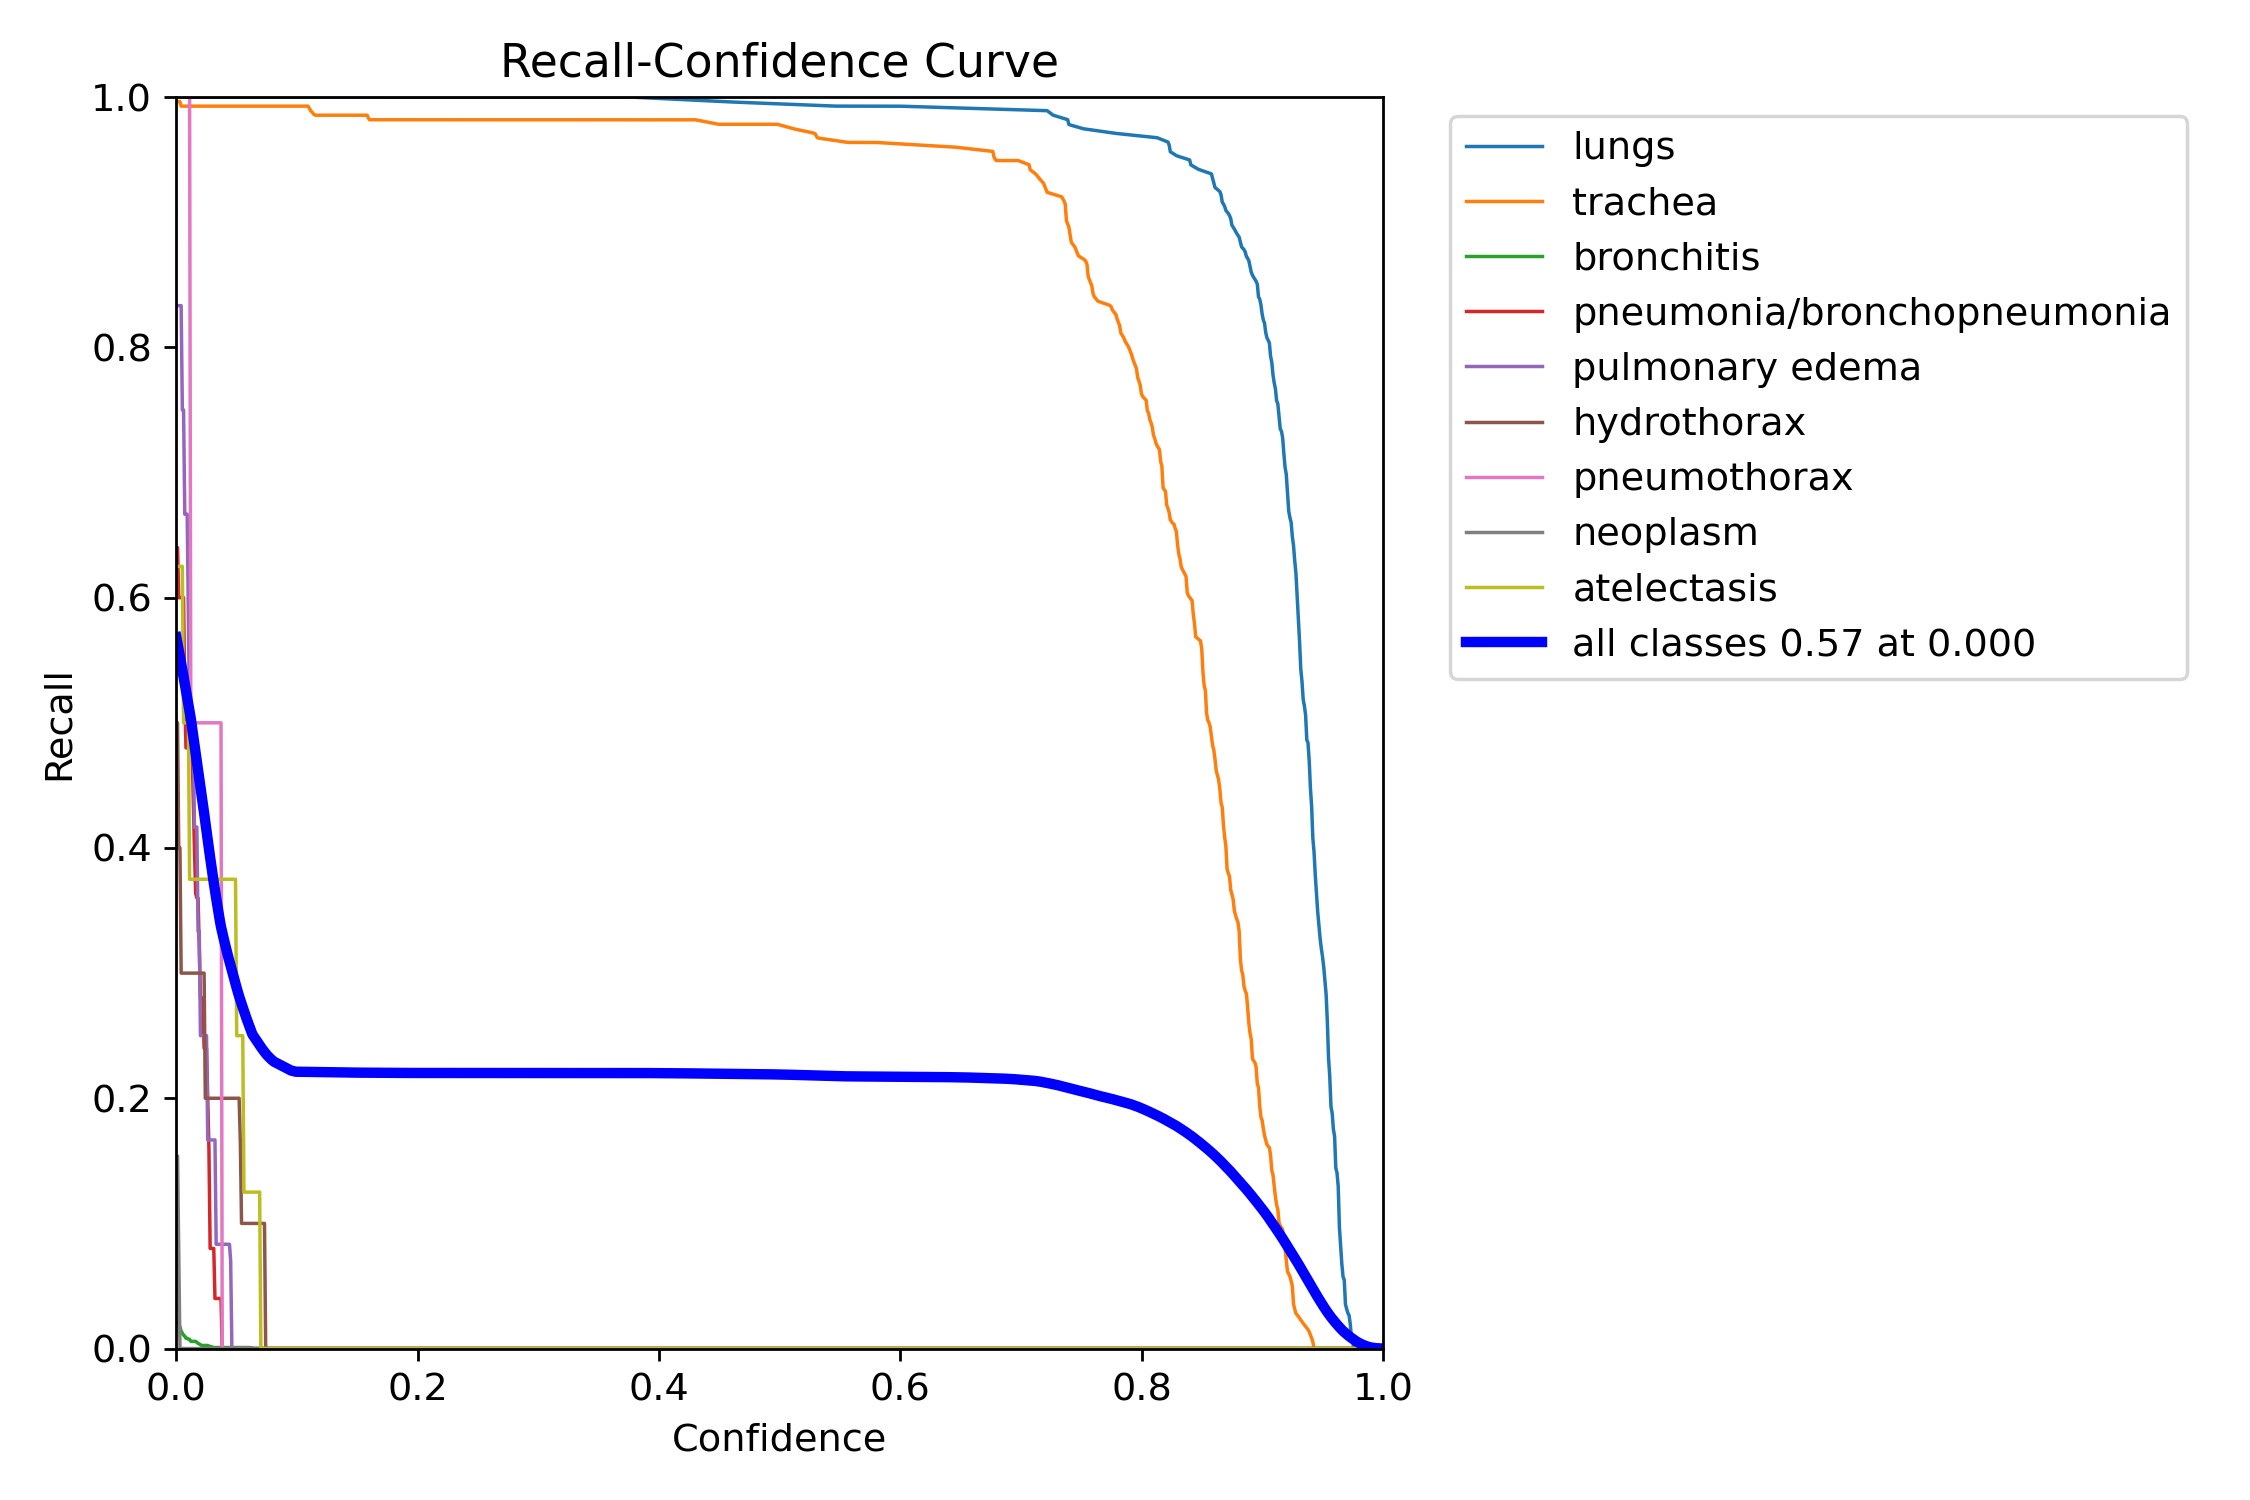 Recall-Confidence Curve
1.0
0.8
0.6
0.4
0.2
0.0
Recall
0.0 0.2 0.4 0.6 0.8 1.0
Confidence
lungs
trachea
bronchitis
pneumonia/bronchopneumonia
pulmonary edema
hydrothorax
pneumothorax
neoplasm
atelectasis
all classes 0.57 at 0.000